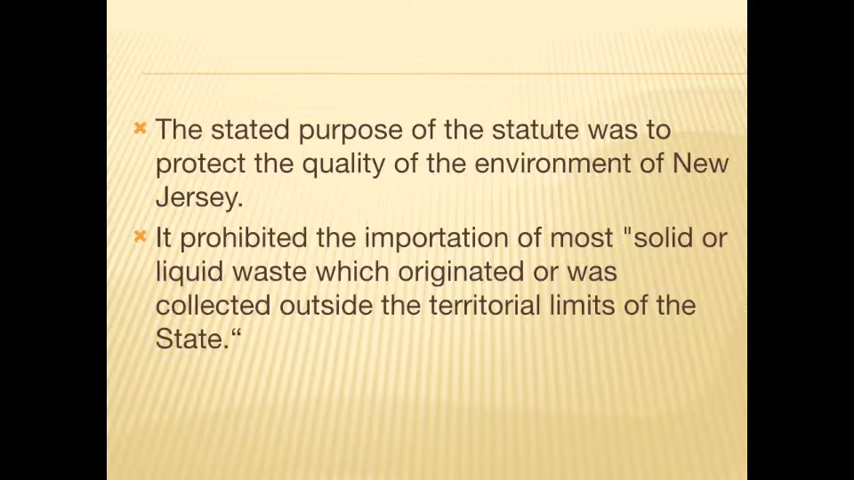 The stated purpose of the statute was to
protect the quality of the environment of New
Jersey.
It prohibited the importation of most "solid or
liquid waste which originated or was
collected outside the territorial limits of the
State.“